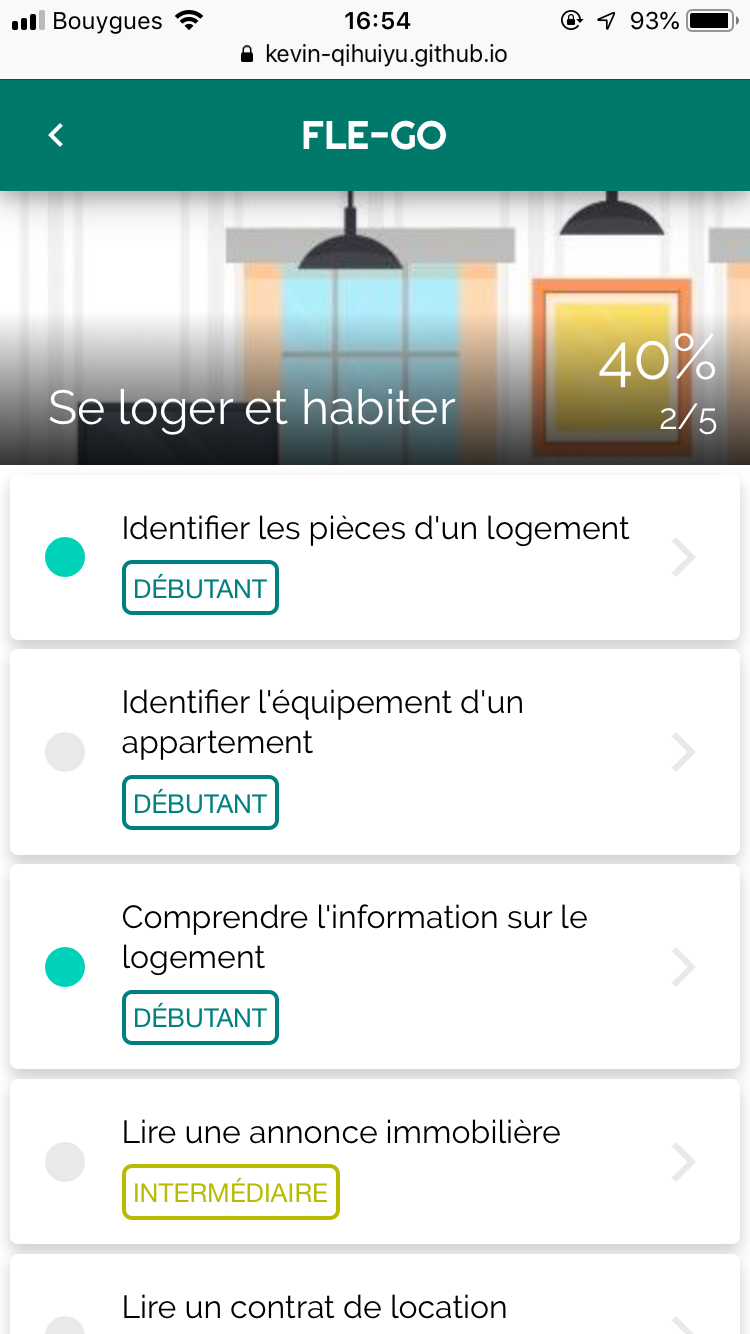 Bouygues 16:54 93%
kevin-qihuiyu.github.io
FLE-GO
40%
Se loger et habiter
2/5
Identifier les pièces d'un logement
DÉBUTANT
Identifier l'équipement d'un
appartement
DÉBUTANT
Comprendre l'information sur le
logement
DÉBUTANT
Lire une annonce immobilière
INTERMÉDIAIRE
Lire un contrat de location